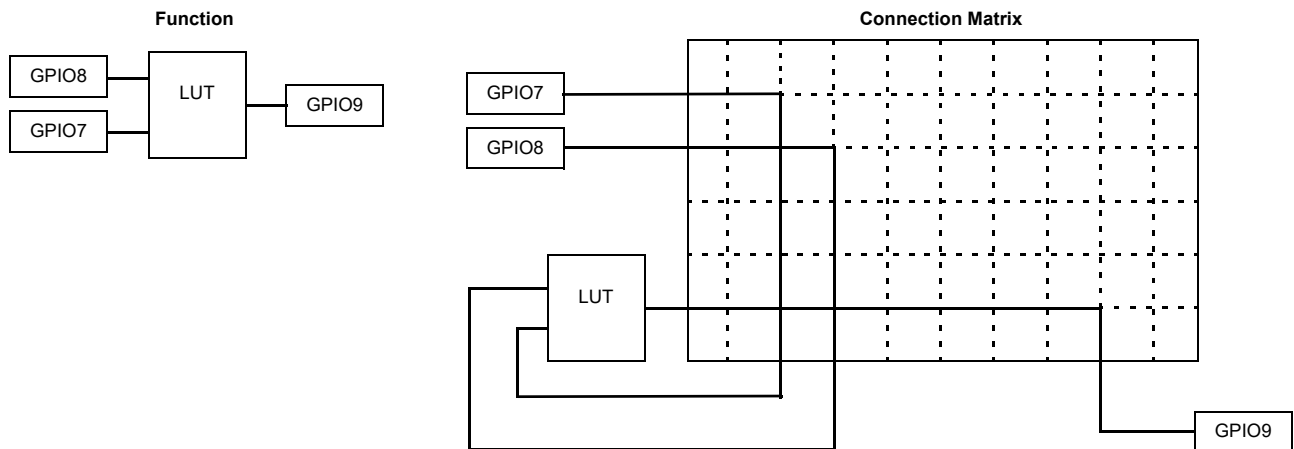 Function
GPIO8
GPIO7
LUT
GPIO9
Connection Matrix
GPIO7
GPIO8
LUT
GPIO9